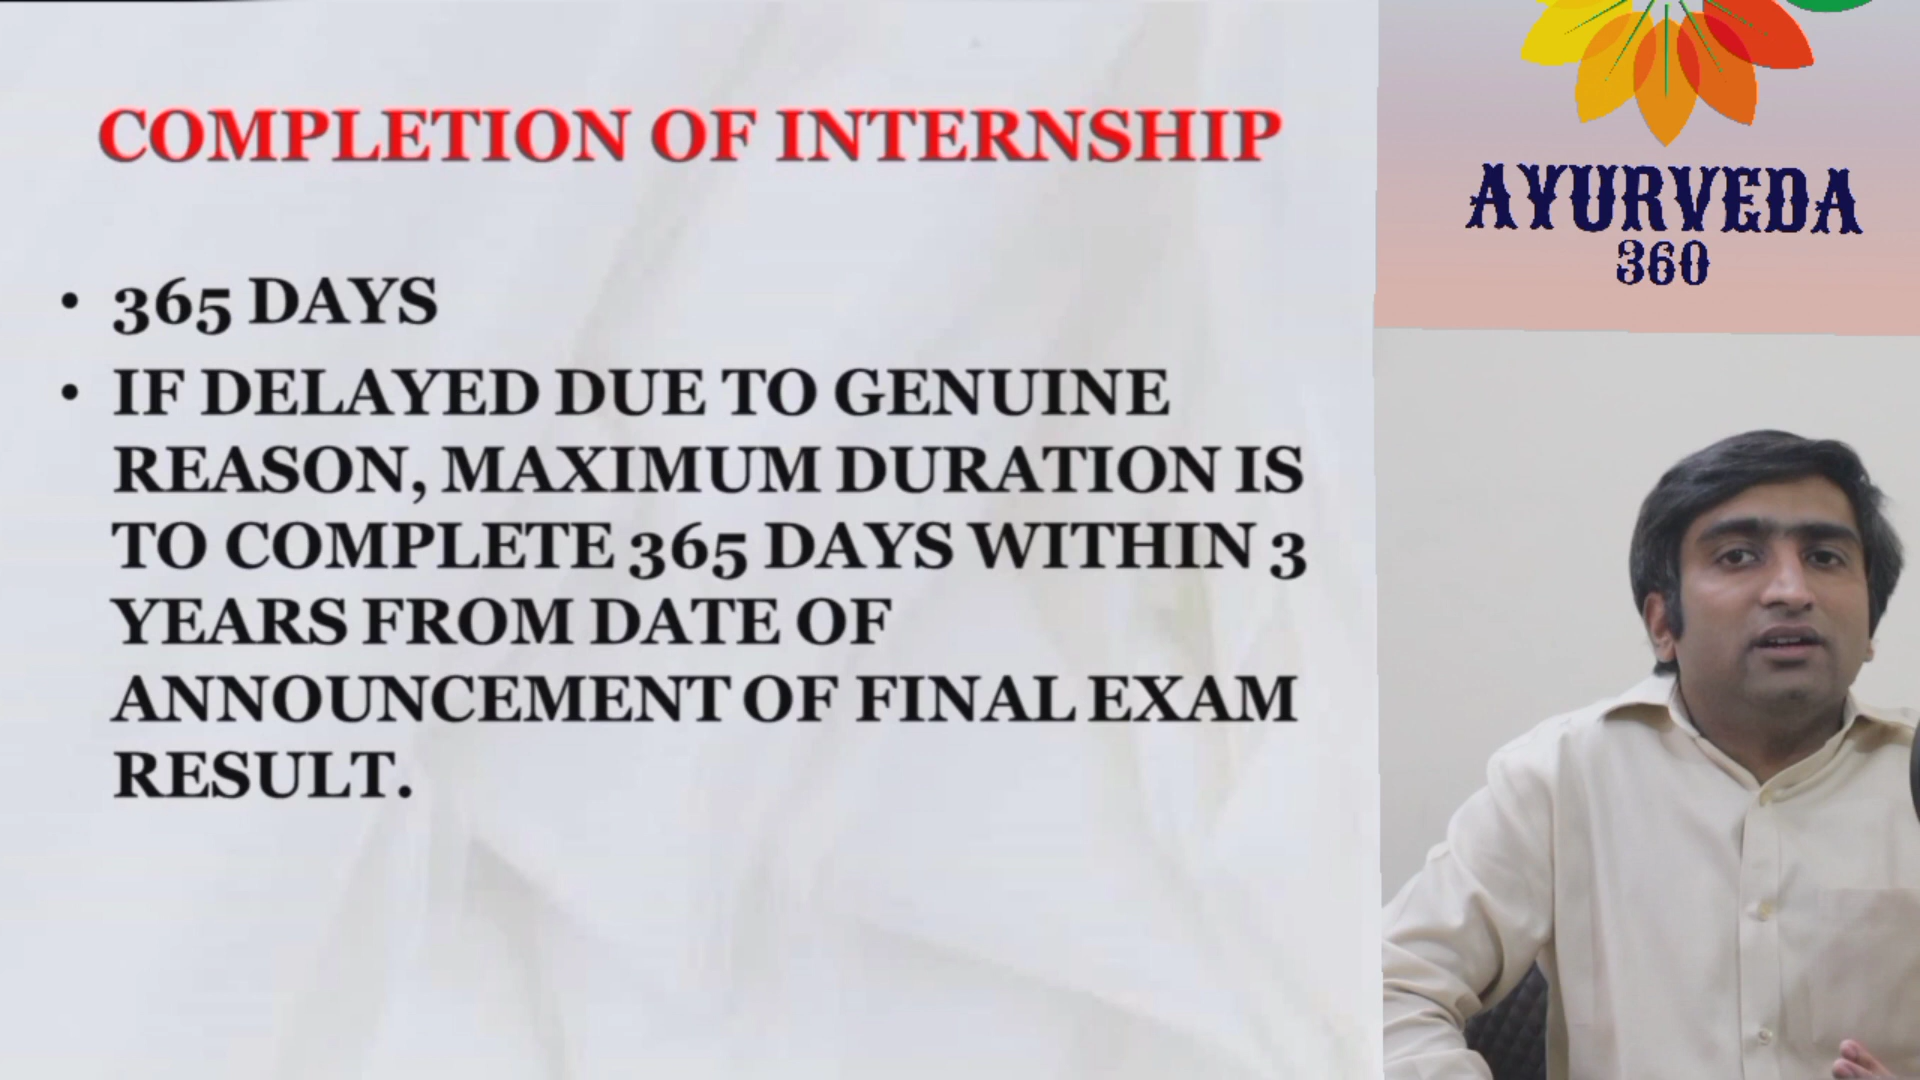 COMPLETION OF INTERNSHIP
• 365 DAYS
• IF DELAYED DUE TO GENUINE
REASON, MAXIMUM DURATION IS
TO COMPLETE 365 DAYS WITHIN 3
YEARS FROM DATE OF
ANNOUNCEMENT OF FINAL EXAM
RESULT.
AYURVEDA
360